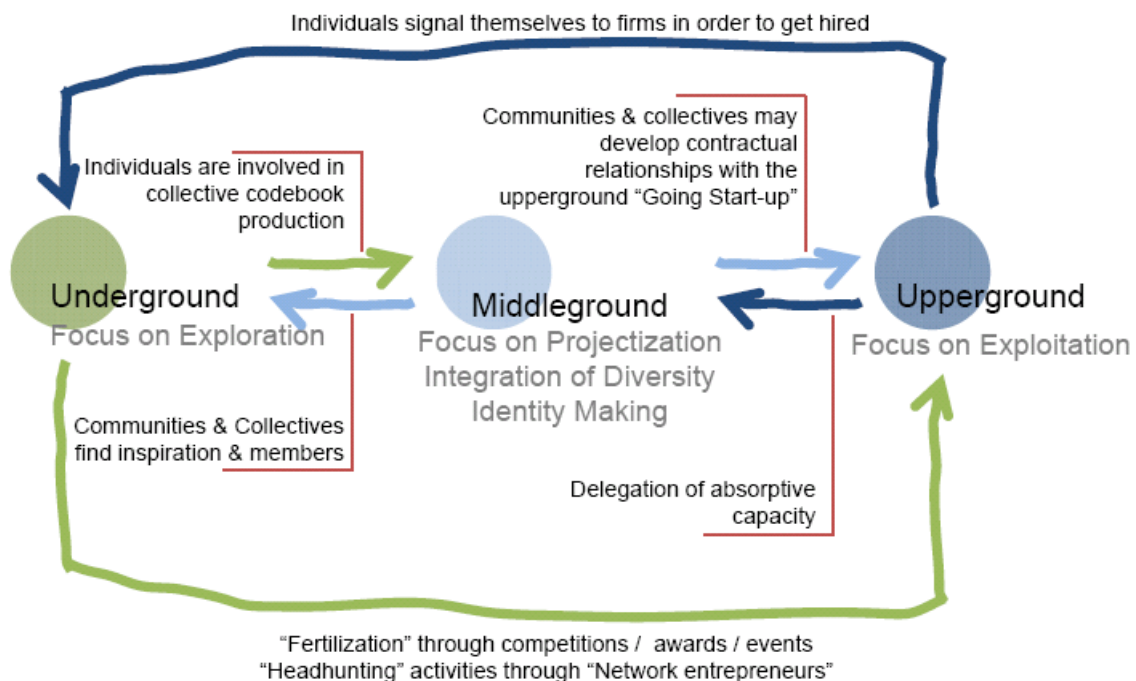 Individuals signal themselves to firms in order to get hired
Communities & collectives may
develop contractual
relationships with the
upperground “Going Start-up”
Individuals are involved in
collective codebook
production
Underground
Focus on Exploration
Middleground
Focus on Projectization
Integration of Diversity
Identity Making
Upperground
Focus on Exploitation
Communities & Collectives
find inspiration & members
Delegation of absorptive
capacity
“Fertilization” through competitions / awards / events
“Headhunting” activities through “Network entrepreneurs”